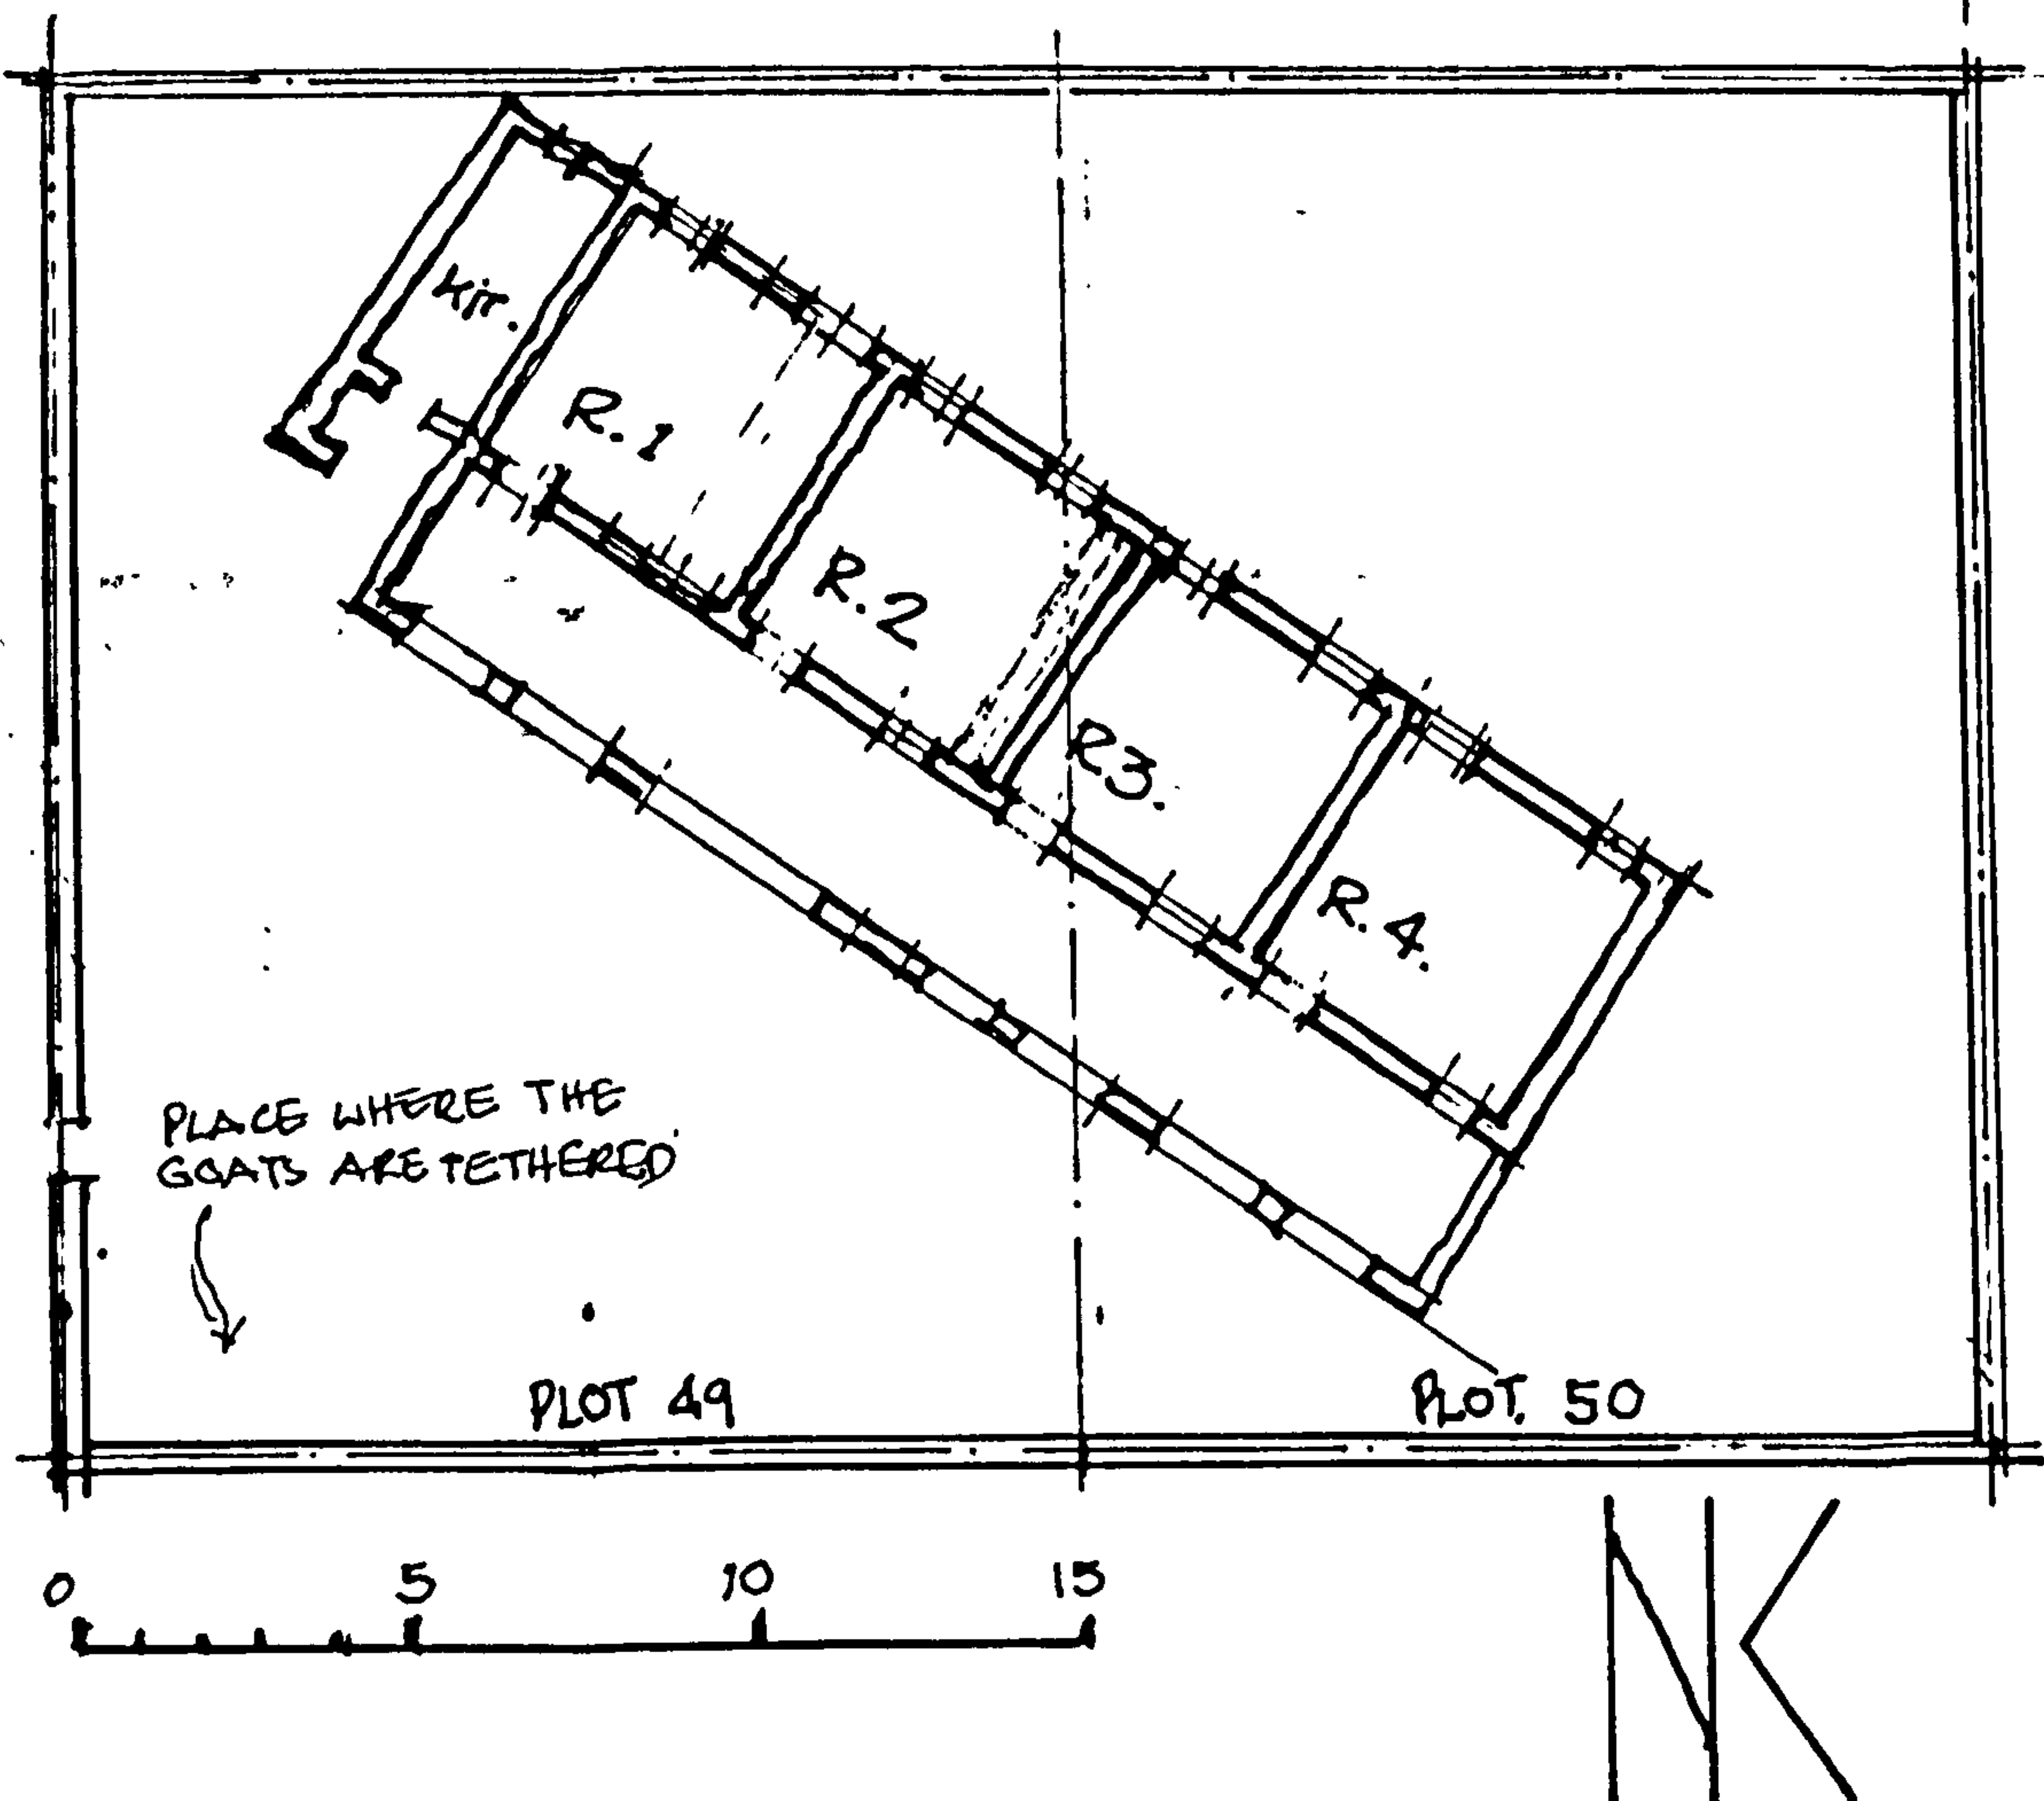 Kit.
R.1
R.2
R3.
R.4.
PLACE WHERE THE
GOATS ARE TETHERED
PLOT 49
PLOT. 50
0 5 10 15
NK